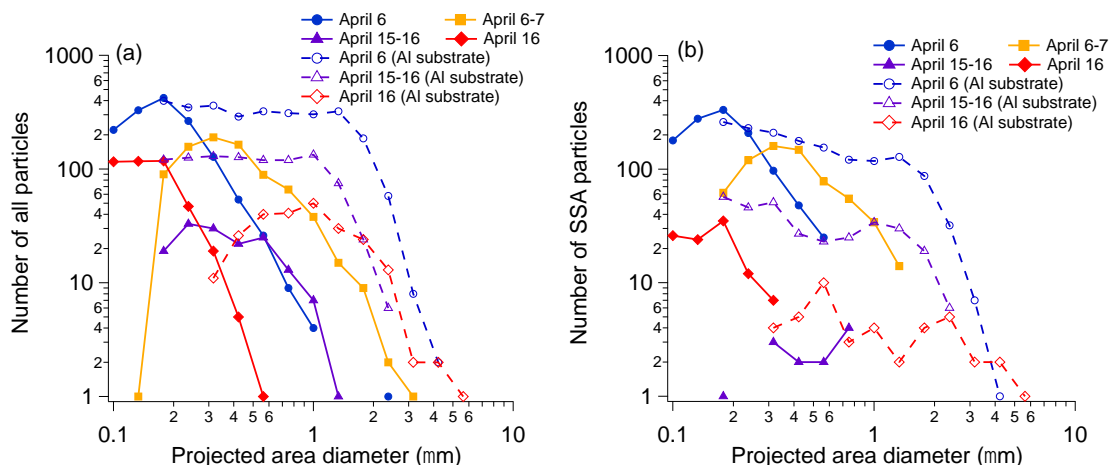 April 6
April 6-7
April 15-16
April 16
April 6 (Al substrate)
April 15-16 (Al substrate)
April 16 (Al substrate)
(a)
Number of all particles
1000
6
4
2
100
6
4
2
10
6
4
2
1
0.1
2
3
4
5
6
1
2
3
4
5
6
10
Projected area diameter (mm)
April 6
April 6-7
April 15-16
April 16
April 6 (Al substrate)
April 15-16 (Al substrate)
April 16 (Al substrate)
(b)
Number of SSA particles
1000
6
4
2
100
6
4
2
10
6
4
2
1
0.1
2
3
4
5
6
1
2
3
4
5
6
10
Projected area diameter (mm)